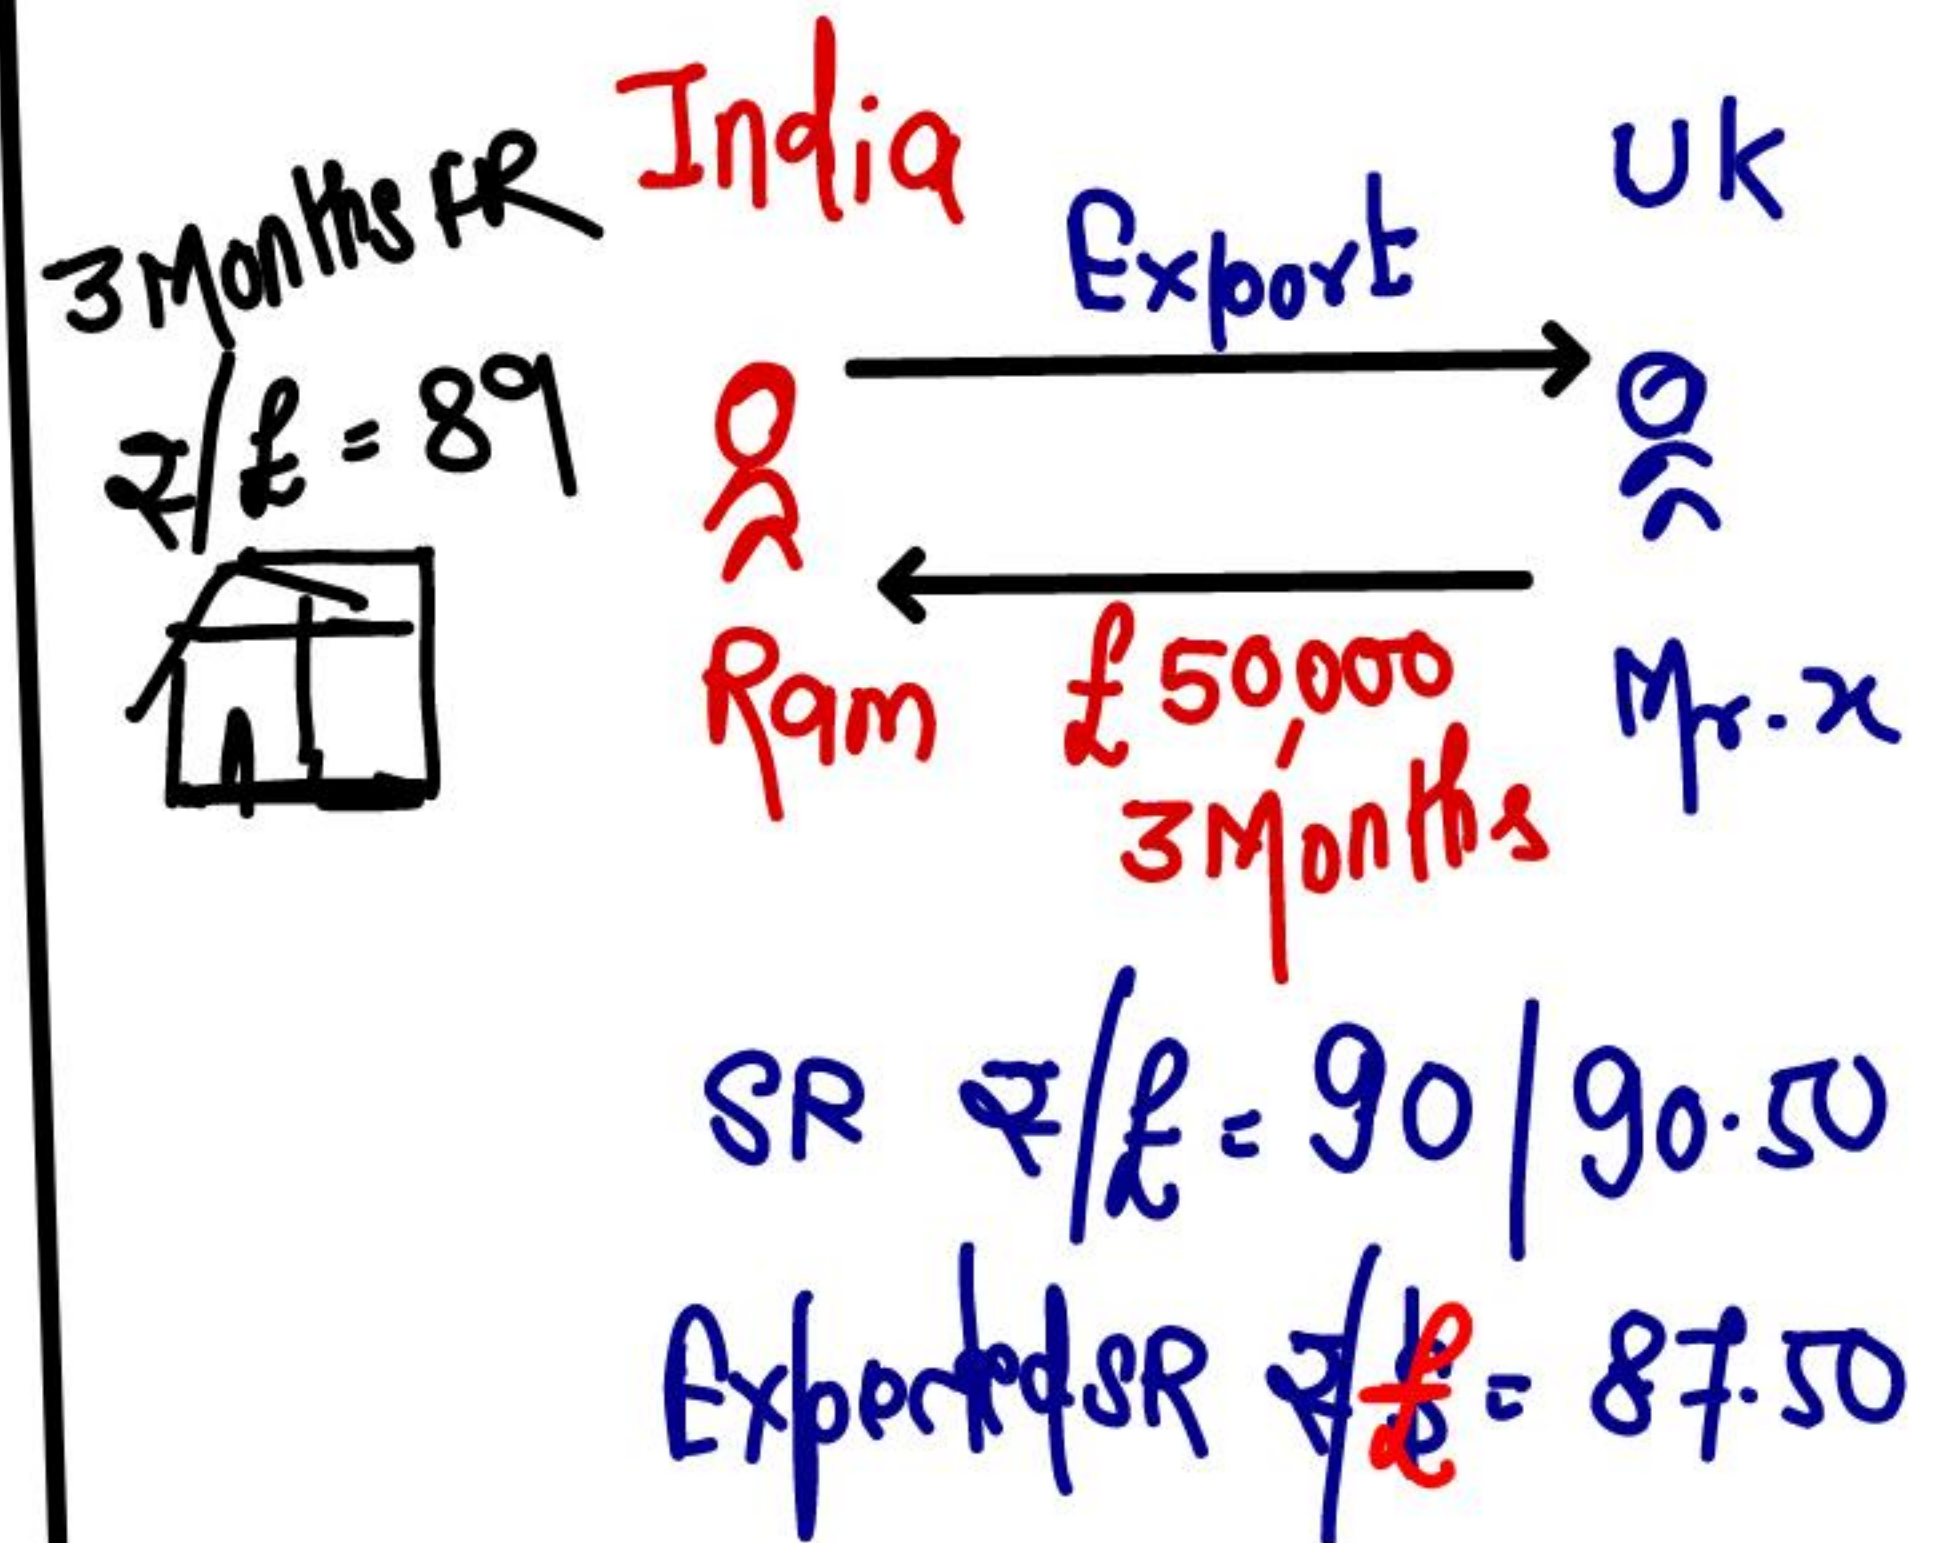 India
UK
3 Months FR
Export
₹/£ = 89
Ram
£ 50,000
Mr. x
3 Months
SR ₹/£ = 90 | 90.50
Expected SR ₹/£ = 87.50